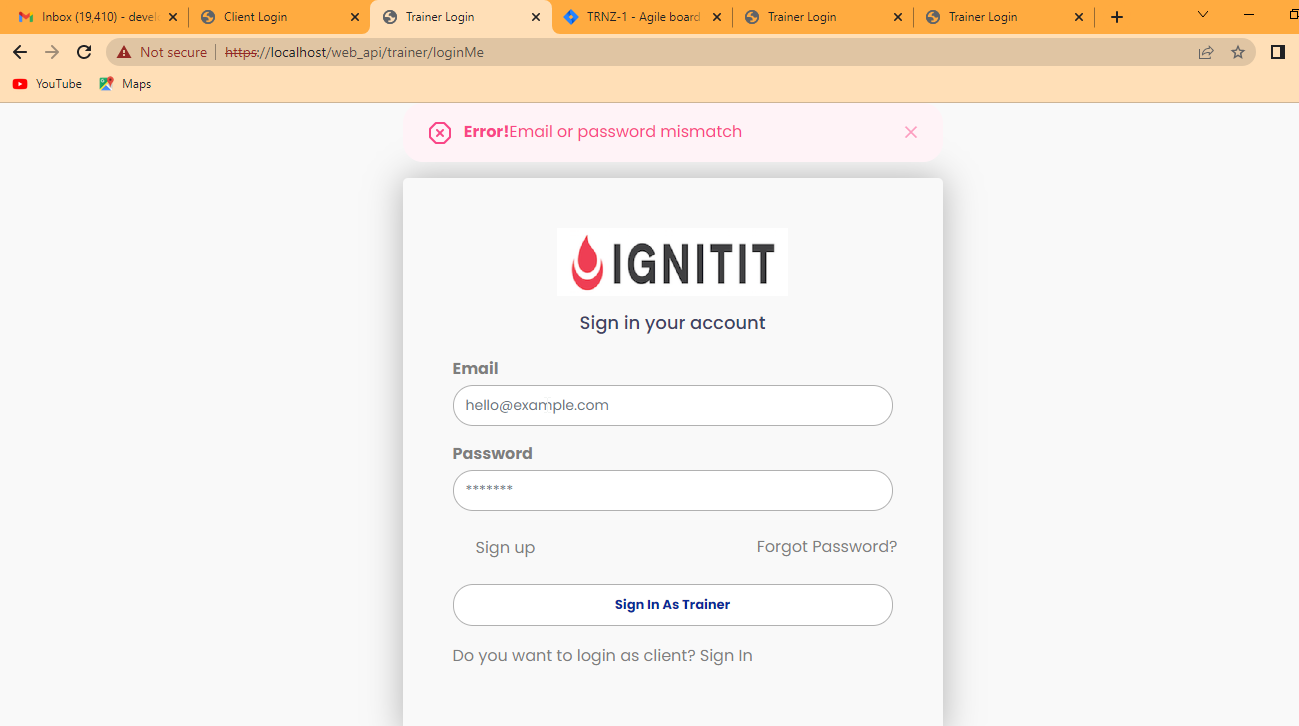 Inbox (19,410) - devel
Client Login
Trainer Login
TRNZ-1 - Agile board
Trainer Login
Trainer Login
Not secure
https://localhost/web_api/trainer/loginMe
YouTube
Maps
Error!Email or password mismatch
IGNITIT
Sign in your account
Email
hello@example.com
Password
*******
Sign up
Forgot Password?
Sign In As Trainer
Do you want to login as client? Sign In